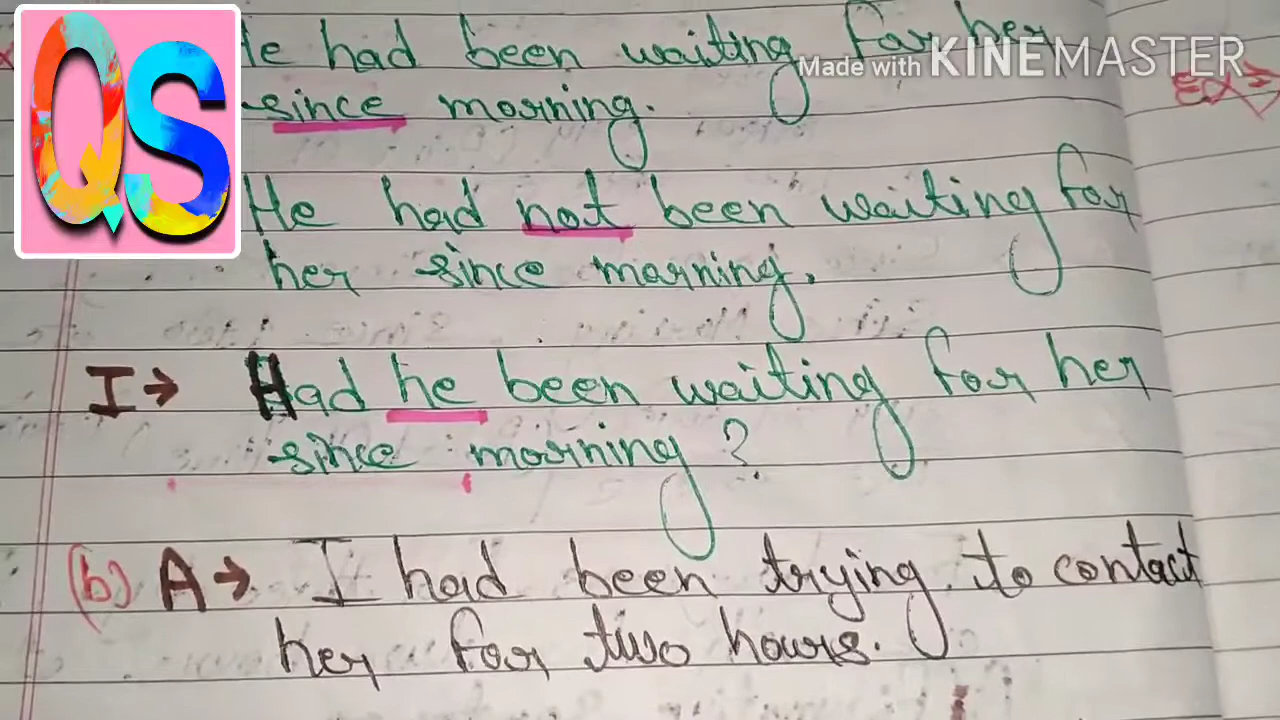 QS
He had been waiting for her
Made with KINEMASTER
since morning.
He had not been waiting for
her since morning.
I→ Had he been waiting for her
since morning?
(b) A→ I had been trying to contact
her for two hours.